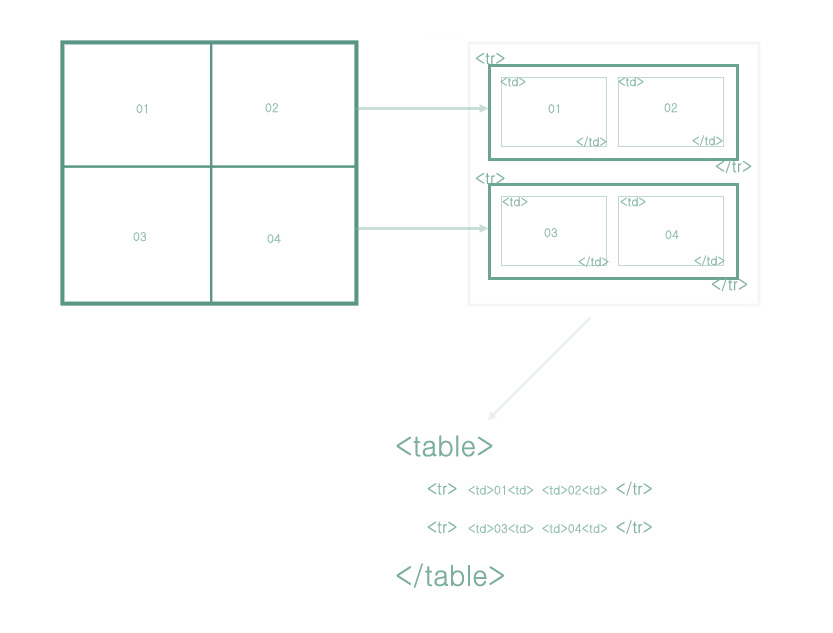 01 02
03 04
<tr>
<td> <td>
01 02
</td> </td>
</tr>
<tr>
<td> <td>
03 04
</td> </td>
</tr>
<table>
<tr> <td>01<td> <td>02<td> </tr>
<tr> <td>03<td> <td>04<td> </tr>
</table>